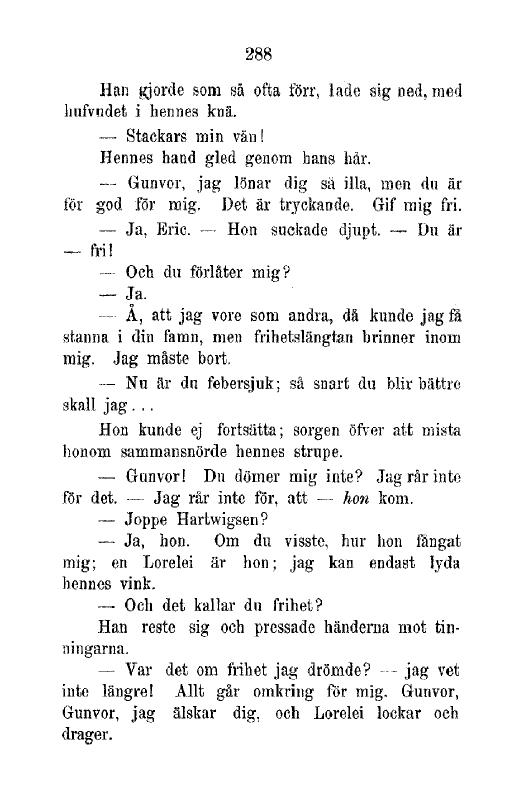 288
Han gjorde som så ofta förr, lade sig ned, med
hufvudet i hennes knä.
— Stackars min vän!
Hennes hand gled genom hans hår.
— Gunvor, jag lönar dig så illa, men du är
för god för mig. Det är tryckande. Gif mig fri.
— Ja, Eric. — Hon suckade djupt. — Du är
— fri!
— Och du förlåter mig?
— Ja.
— Å, att jag vore som andra, då kunde jag få
stanna i din famn, men frihetslängtan brinner inom
mig. Jag måste bort.
— Nu är du febersjuk; så snart du blir bättre
skall jag...
Hon kunde ej fortsätta; sorgen öfver att mista
honom sammansnörde hennes strupe.
— Gunvor! Du dömer mig inte? Jag rår inte
för det. — Jag rår inte för, att — hon kom.
— Joppe Hartwigsen?
— Ja, hon. Om du visste, hur hon fångat
mig; en Lorelei är hon; jag kan endast lyda
hennes vink.
— Och det kallar du frihet?
Han reste sig och pressade händerna mot tin-
ningarna.
— Var det om frihet jag drömde? — jag vet
inte längre! Allt går omkring för mig. Gunvor,
Gunvor, jag älskar dig, och Lorelei lockar och
drager.